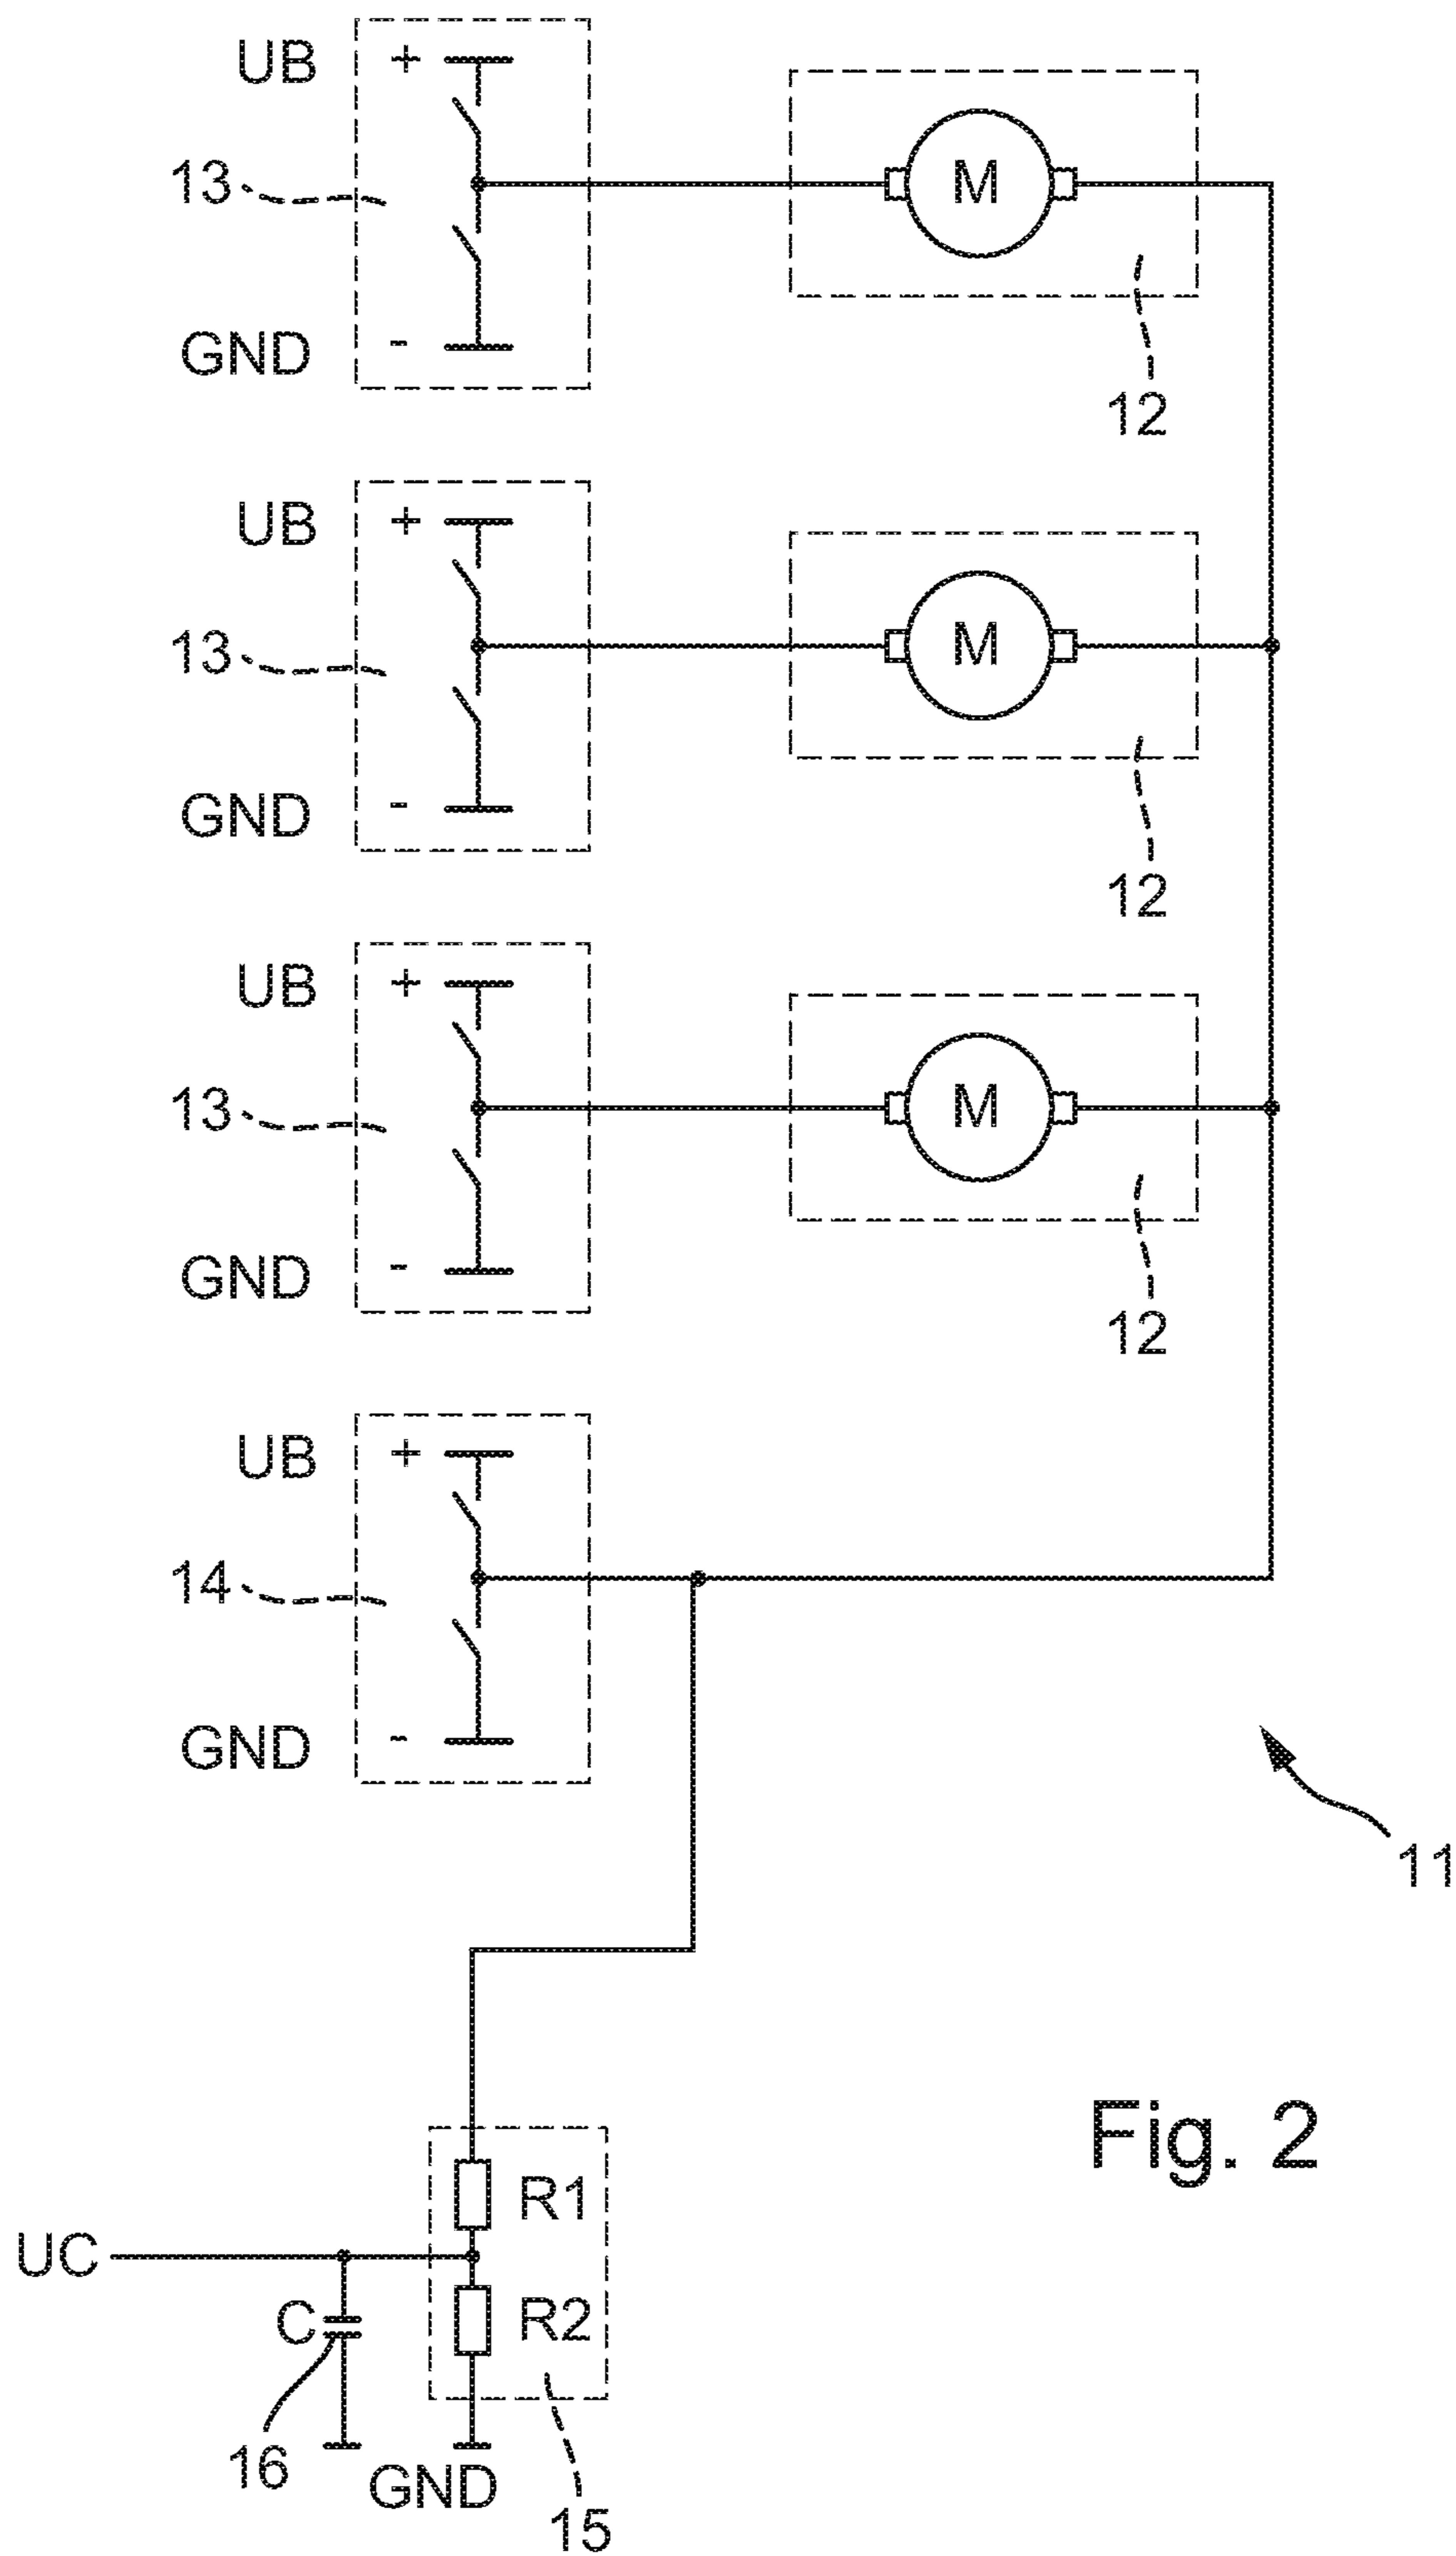 UB +
13
M
GND -
12
UB +
13
M
GND -
12
UB +
13
M
GND -
12
UB +
14
GND -
11
Fig. 2
R1
UC
C
R2
16
GND
15